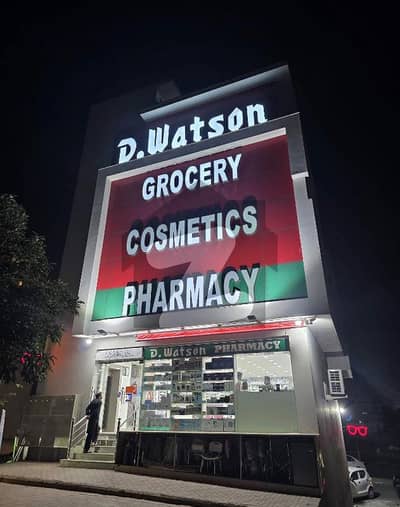 D.Watson
GROCERY
COSMETICS
PHARMACY
D. Watson PHARMACY